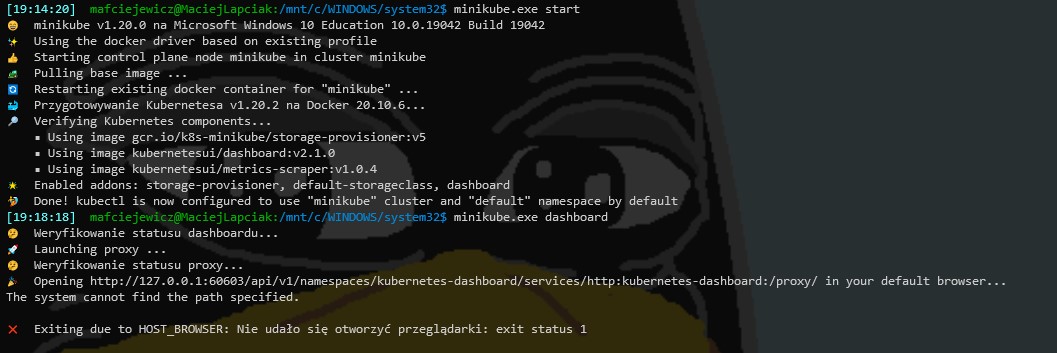 [19:14:20] mafciejewicz@MaciejLapciak:/mnt/c/WINDOWS/system32$ minikube.exe start
😄 minikube v1.20.0 na Microsoft Windows 10 Education 10.0.19042 Build 19042
✨ Using the docker driver based on existing profile
👍 Starting control plane node minikube in cluster minikube
🚜 Pulling base image ...
🔄 Restarting existing docker container for "minikube" ...
🐳 Przygotowywanie Kubernetesa v1.20.2 na Docker 20.10.6...
🔎 Verifying Kubernetes components...
▪ Using image gcr.io/k8s-minikube/storage-provisioner:v5
▪ Using image kubernetesui/dashboard:v2.1.0
▪ Using image kubernetesui/metrics-scraper:v1.0.4
🌟 Enabled addons: storage-provisioner, default-storageclass, dashboard
🏄 Done! kubectl is now configured to use "minikube" cluster and "default" namespace by default
[19:18:18] mafciejewicz@MaciejLapciak:/mnt/c/WINDOWS/system32$ minikube.exe dashboard
🤔 Weryfikowanie statusu dashboardu...
🚀 Launching proxy ...
🤔 Weryfikowanie statusu proxy...
🎉 Opening http://127.0.0.1:60603/api/v1/namespaces/kubernetes-dashboard/services/http:kubernetes-dashboard:/proxy/ in your default browser...
The system cannot find the path specified.
❌ Exiting due to HOST_BROWSER: Nie udało się otworzyć przeglądarki: exit status 1